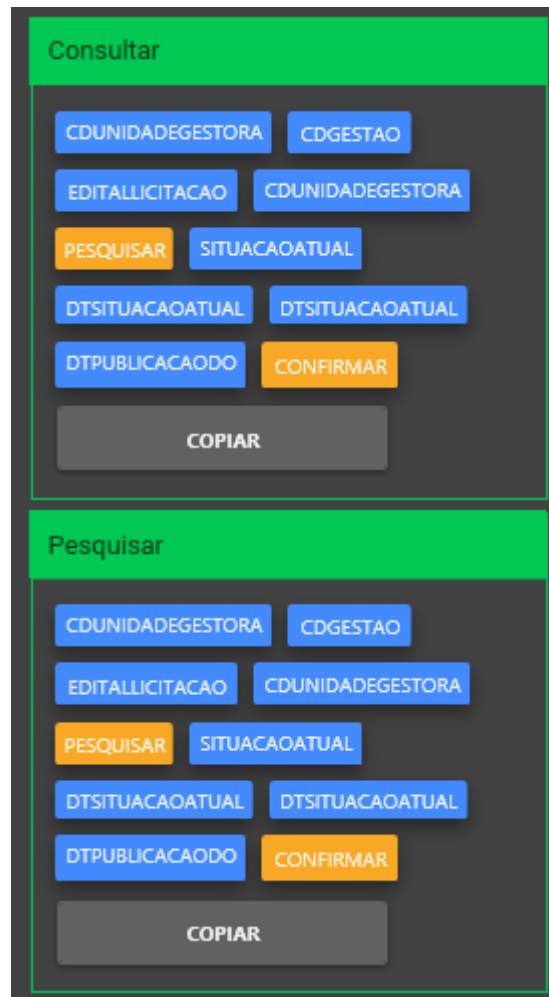 Consultar
CDUNIDADEGESTORA CDGESTAO
EDITALLICITACAO CDUNIDADEGESTORA
PESQUISAR SITUACAOATUAL
DTSITUACAOATUAL DTSITUACAOATUAL
DTPUBLICACAODO CONFIRMAR
COPIAR
Pesquisar
CDUNIDADEGESTORA CDGESTAO
EDITALLICITACAO CDUNIDADEGESTORA
PESQUISAR SITUACAOATUAL
DTSITUACAOATUAL DTSITUACAOATUAL
DTPUBLICACAODO CONFIRMAR
COPIAR